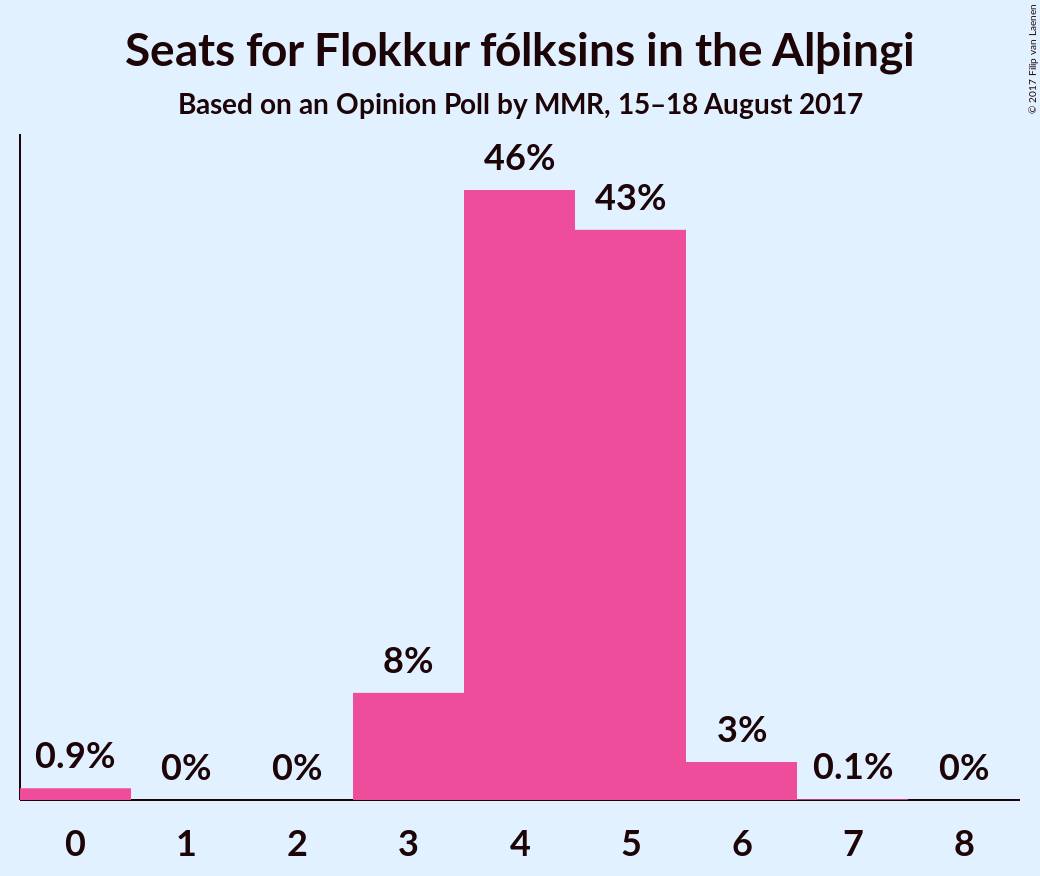 Seats for Flokkur fólksins in the Alþingi
Based on an Opinion Poll by MMR, 15–18 August 2017
© 2017 Filip van Laenen
46%
43%
8%
3%
0.9%
0%
0%
0.1%
0%
0 1 2 3 4 5 6 7 8